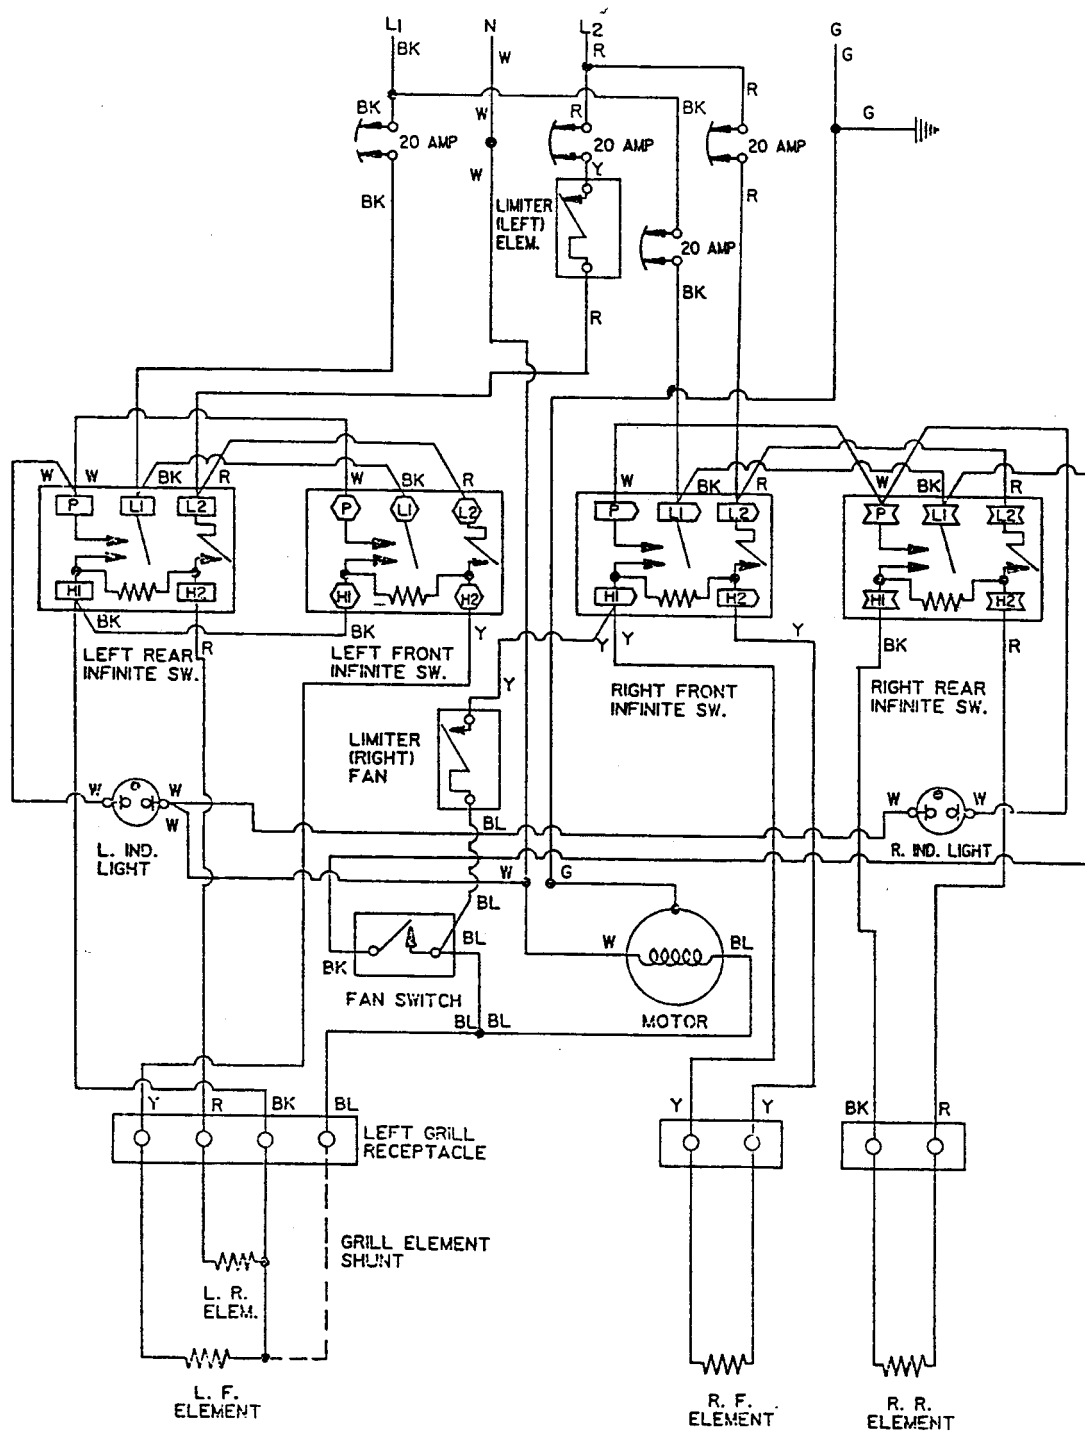 L1 N L2 G
BK W R G
BK W R BK R G
20 AMP 20 AMP 20 AMP
BK W Y R
LIMITER
(LEFT)
ELEM.
20 AMP
BK
R
W W BK R W BK R W BK R W BK R
P L1 L2 P L1 L2 P L1 L2 P L1 L2
H1 H2 H1 H2 H1 H2 H1 H2
BK R BK Y Y Y Y BK R
LEFT REAR
INFINITE SW.
LEFT FRONT
INFINITE SW.
RIGHT FRONT
INFINITE SW.
RIGHT REAR
INFINITE SW.
Y
LIMITER
(RIGHT)
FAN
W W W W
W BL
L. IND.
LIGHT
R. IND. LIGHT
W G
BL
BK BL W BL
FAN SWITCH
MOTOR
BL BL
Y R BK BL Y Y BK R
LEFT GRILL
RECEPTACLE
GRILL ELEMENT
SHUNT
L. R.
ELEM.
L. F.
ELEMENT
R. F.
ELEMENT
R. R.
ELEMENT